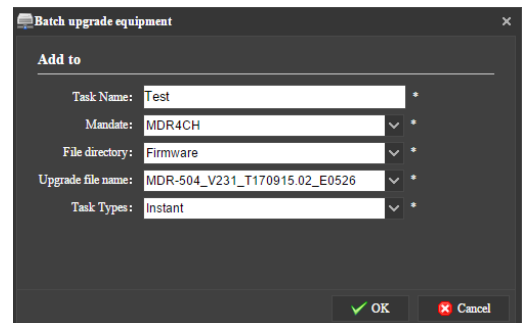 Batch upgrade equipment
Add to
Task Name: Test *
Mandate: MDR4CH *
File directory: Firmware *
Upgrade file name: MDR-504_V231_T170915.02_E0526 *
Task Types: Instant *
OK Cancel